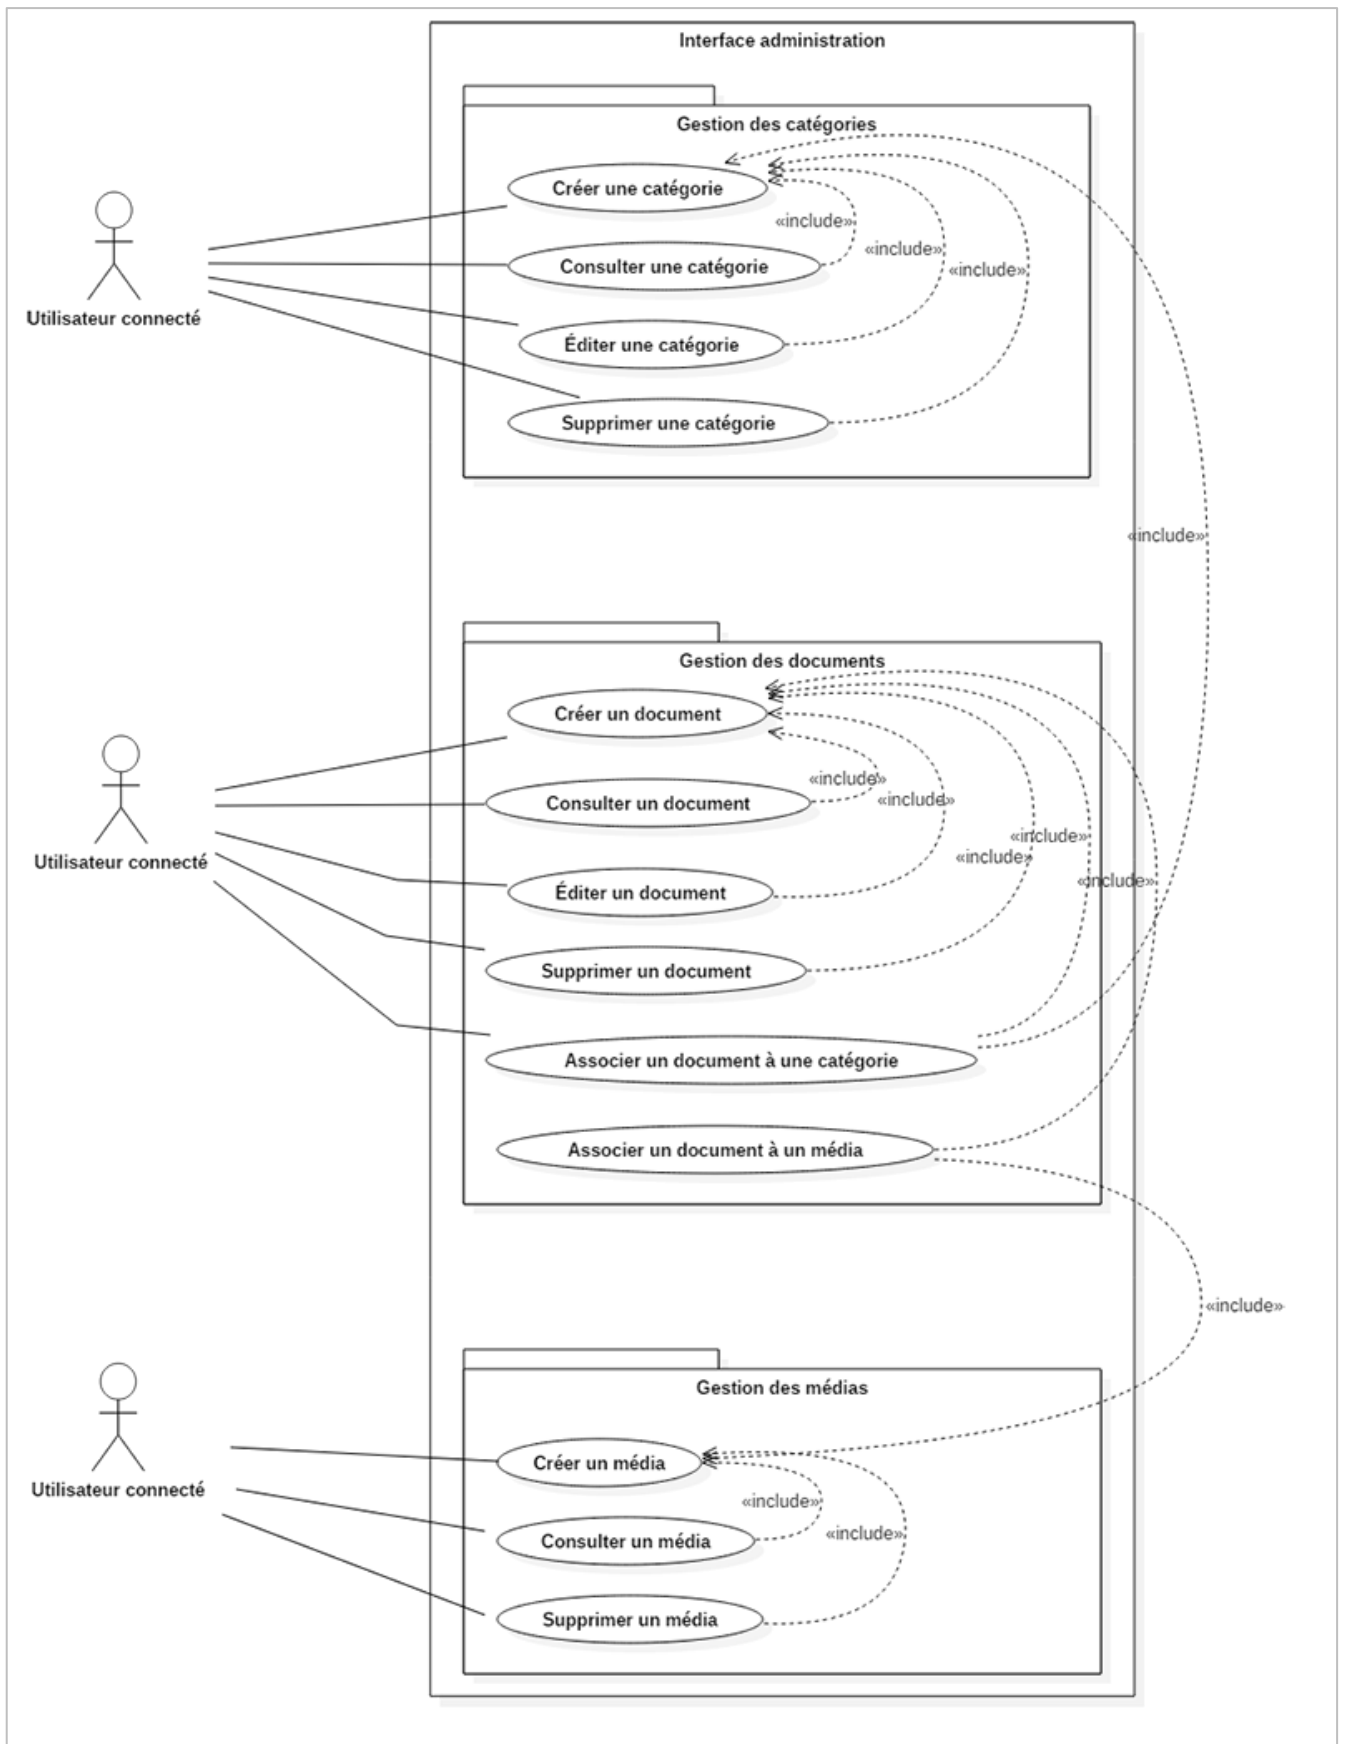 Interface administration
Gestion des catégories
Créer une catégorie
«include»
Consulter une catégorie
«include»
«include»
Utilisateur connecté
Éditer une catégorie
Supprimer une catégorie
«include»
Gestion des documents
Créer un document
«include»
Consulter un document
«include»
«include»
«include»
Utilisateur connecté
«include»
Éditer un document
Supprimer un document
Associer un document à une catégorie
Associer un document à un média
«include»
Gestion des médias
Créer un média
Utilisateur connecté
«include»
Consulter un média
«include»
Supprimer un média